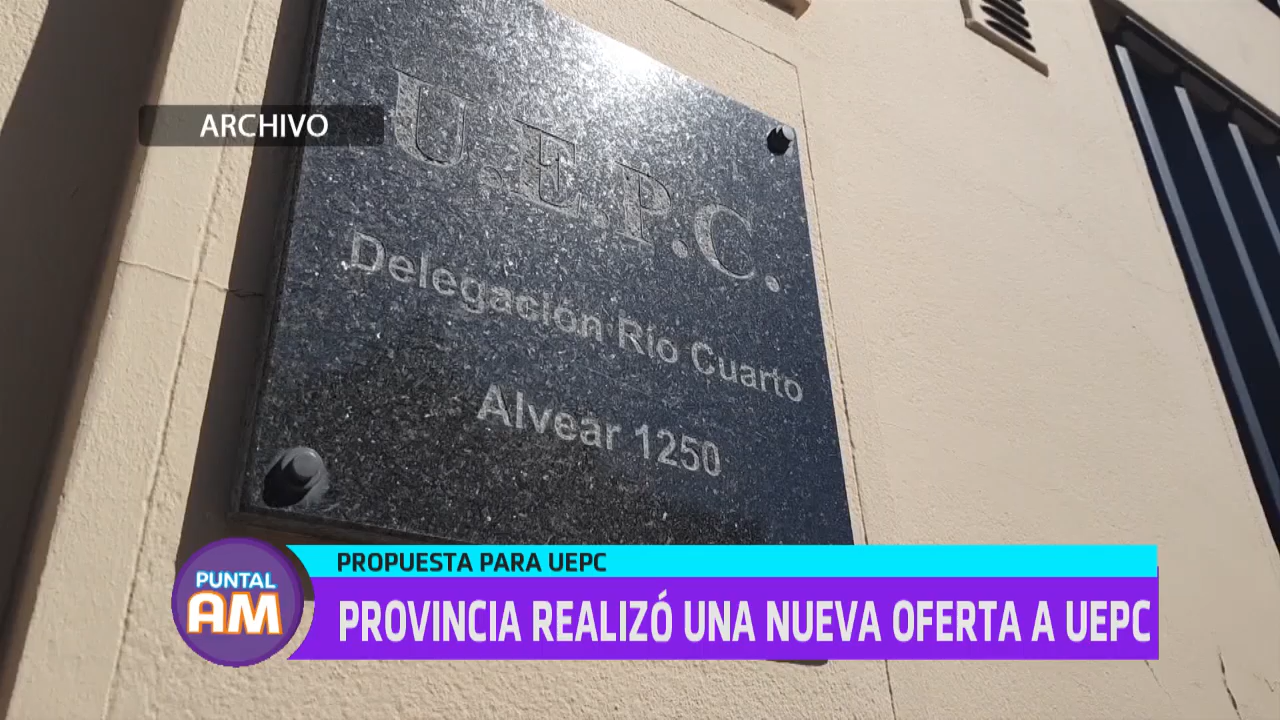 ARCHIVO
U.E.P.C.
Delegación Río Cuarto
Alvear 1250
PROPUESTA PARA UEPC
PUNTAL
AM
PROVINCIA REALIZÓ UNA NUEVA OFERTA A UEPC